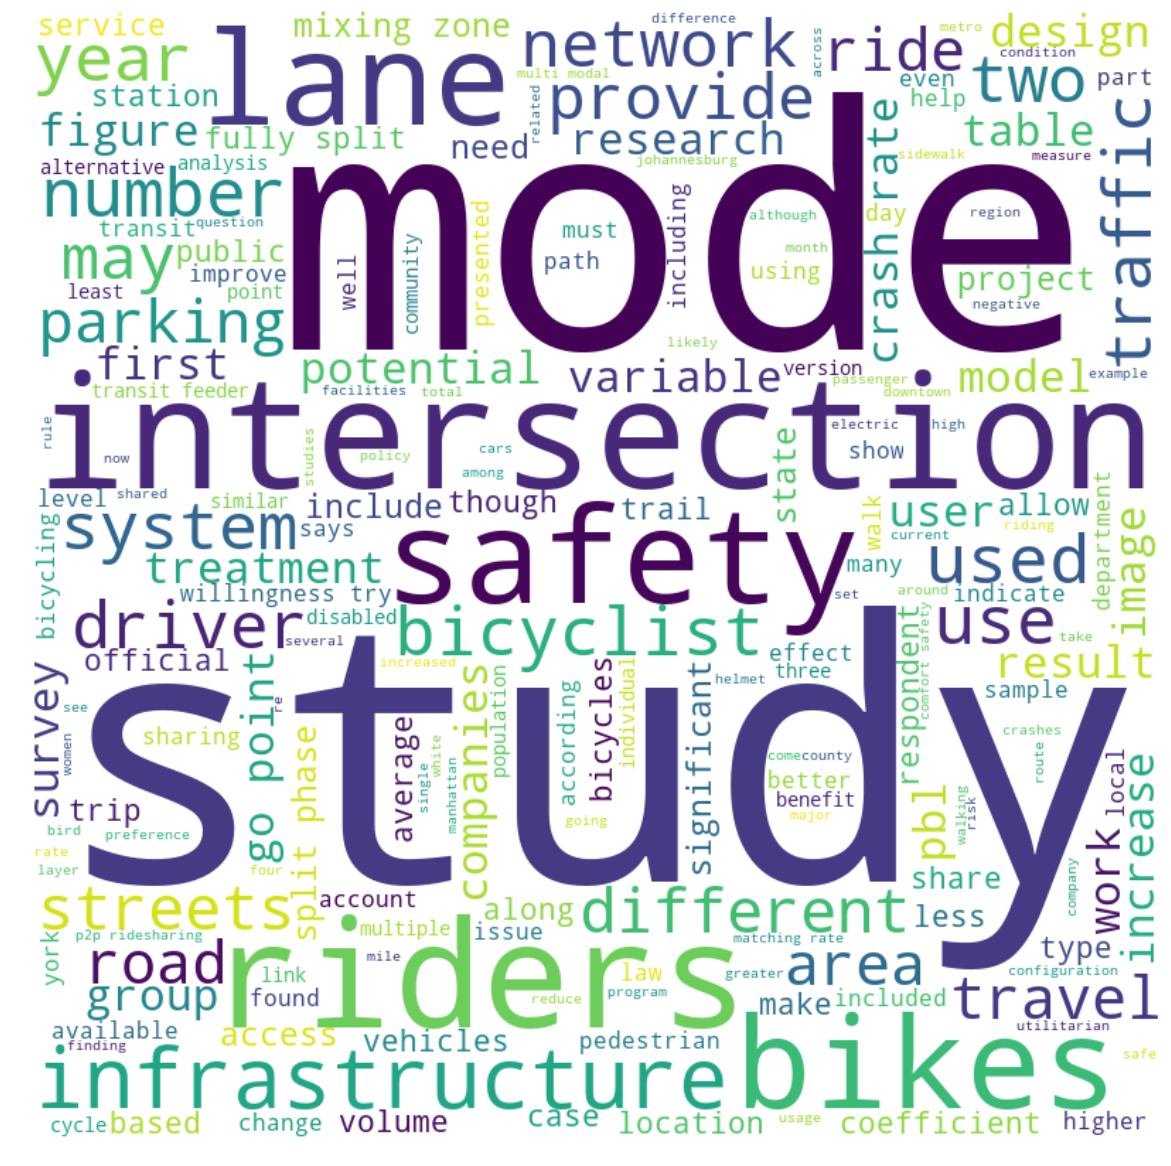 service
mixing zone
difference
metro
design
year
lane
network
across
ride
condition
multi modal
even
two
part
station
provide
help
figure
fully split
need
related
research
crash rate
table
traffic
alternative
analysis
mode
johannesburg
sidewalk
measure
number
including
transit
question
presented
must
although
day
region
may
public
well
community
path
month
improve
using
project
least
point
negative
parking
likely
first
potential
variable
version
passenger
model
example
transit feeder
facilities
total
downtown
intersection
rule
electric
high
now
studies
policy
cars
among
show
state
level
shared
similar
include
though
trail
walk
user
allow
department
image
system
says
safety
riding
current
bicycling
treatment
many
used
willingness try
set
around
indicate
driver
disabled
bicyclist
respondent
comfort safety
use
take
several
official
increased
effect
result
survey
go point
companies
population
bicycles
individual
significant
helmet
three
sample
see
re
study
according
women
sharing
split phase
average
single
white
manhattan
come
county
crashes
route
better
trip
benefit
pbl
walking
risk
local
increase
bird
preference
going
major
work
rate
layer
four
share
company
streets
account
along
different
less
york
p2p ridesharing
multiple
issue
matching rate
type
road
riders
mile
area
link
law
greater
configuration
group
found
reduce
program
make
included
travel
available
access
vehicles
pedestrian
bikes
utilitarian
finding
infrastructure
safe
cycle
based
change
volume
case
location
usage
coefficient
higher